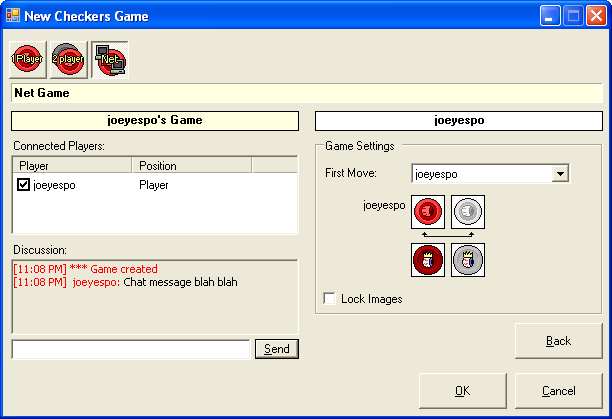 New Checkers Game
1 Player
2 player
Net
Net Game
joeyespo's Game
Connected Players:
Player Position
joeyespo Player
Discussion:
[11:08 PM] *** Game created
[11:08 PM] joeyespo: Chat message blah blah
Send
joeyespo
Game Settings
First Move: joeyespo
joeyespo
Lock Images
Back
OK Cancel